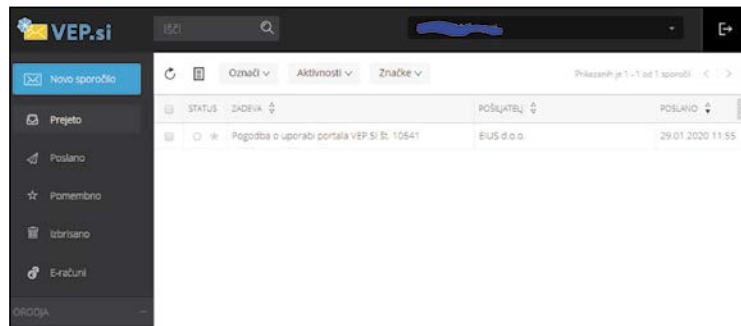 VEP.si
IŠČI
Novo sporočilo
Prejeto
Poslano
Pomembno
Izbrisano
E-računi
ORODJA
Označi
Aktivnosti
Značke
Prikazanih je 1 - 1 od 1 sporočil
STATUS ZADEVA POŠILJATELJ POSLANO
Pogodba o uporabi portala VEP.SI št. 10641 EIUS d.o.o. 29.01.2020 11:55